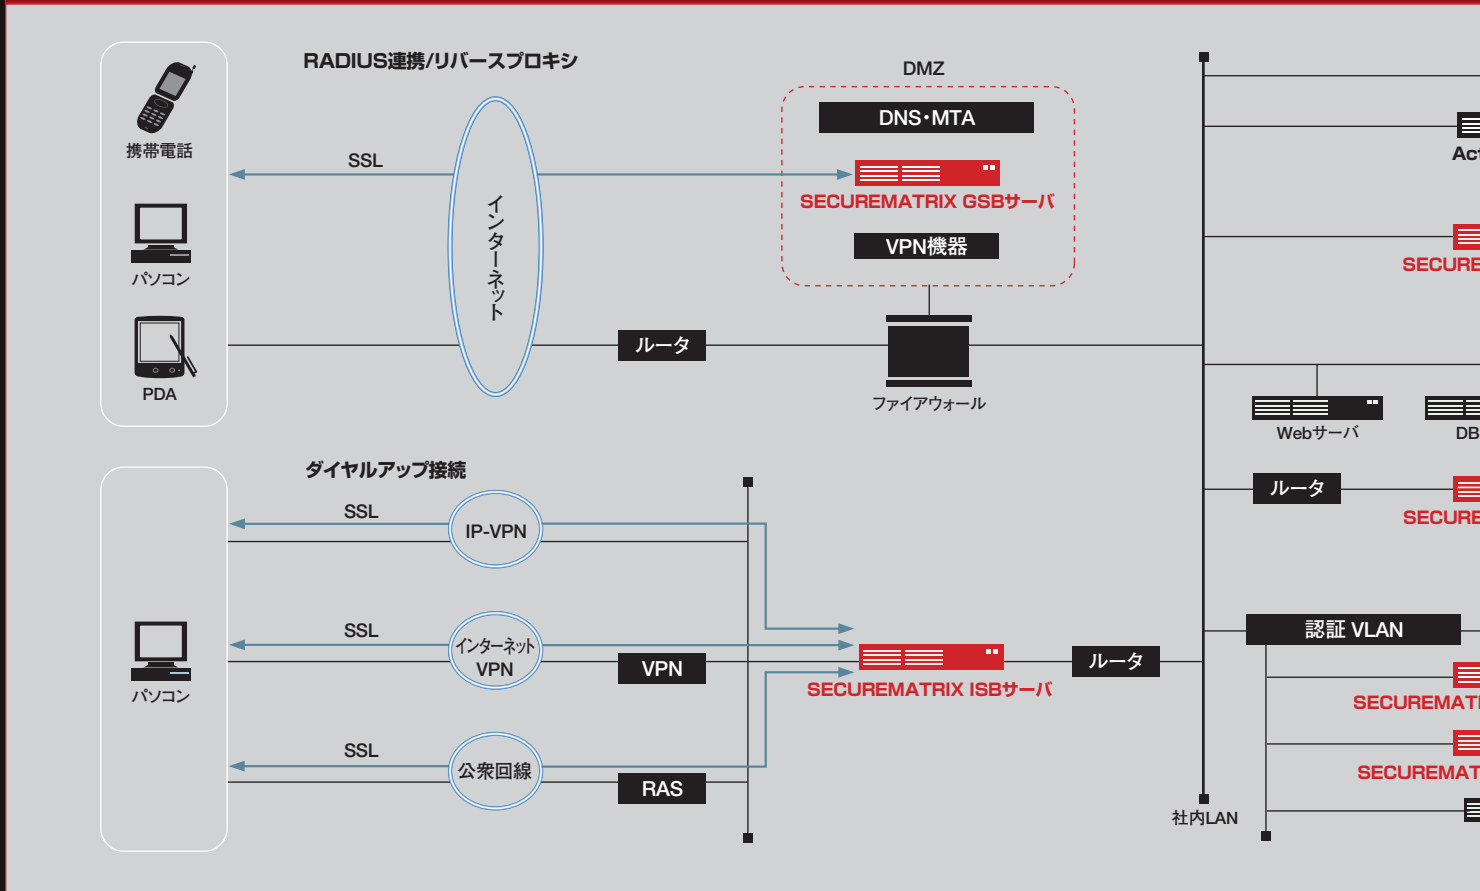 RADIUS連携/リバースプロキシ
携帯電話
パソコン
PDA
SSL
インターネット
ルータ
DMZ
DNS・MTA
SECUREMATRIX GSBサーバ
VPN機器
ファイアウォール
ダイヤルアップ接続
パソコン
SSL
IP-VPN
SSL
インターネット
VPN
VPN
SSL
公衆回線
RAS
SECUREMATRIX ISBサーバ
ルータ
社内LAN
Act
SECURE
Webサーバ
DB
ルータ
SECURE
認証 VLAN
SECUREMATR
SECUREMAT